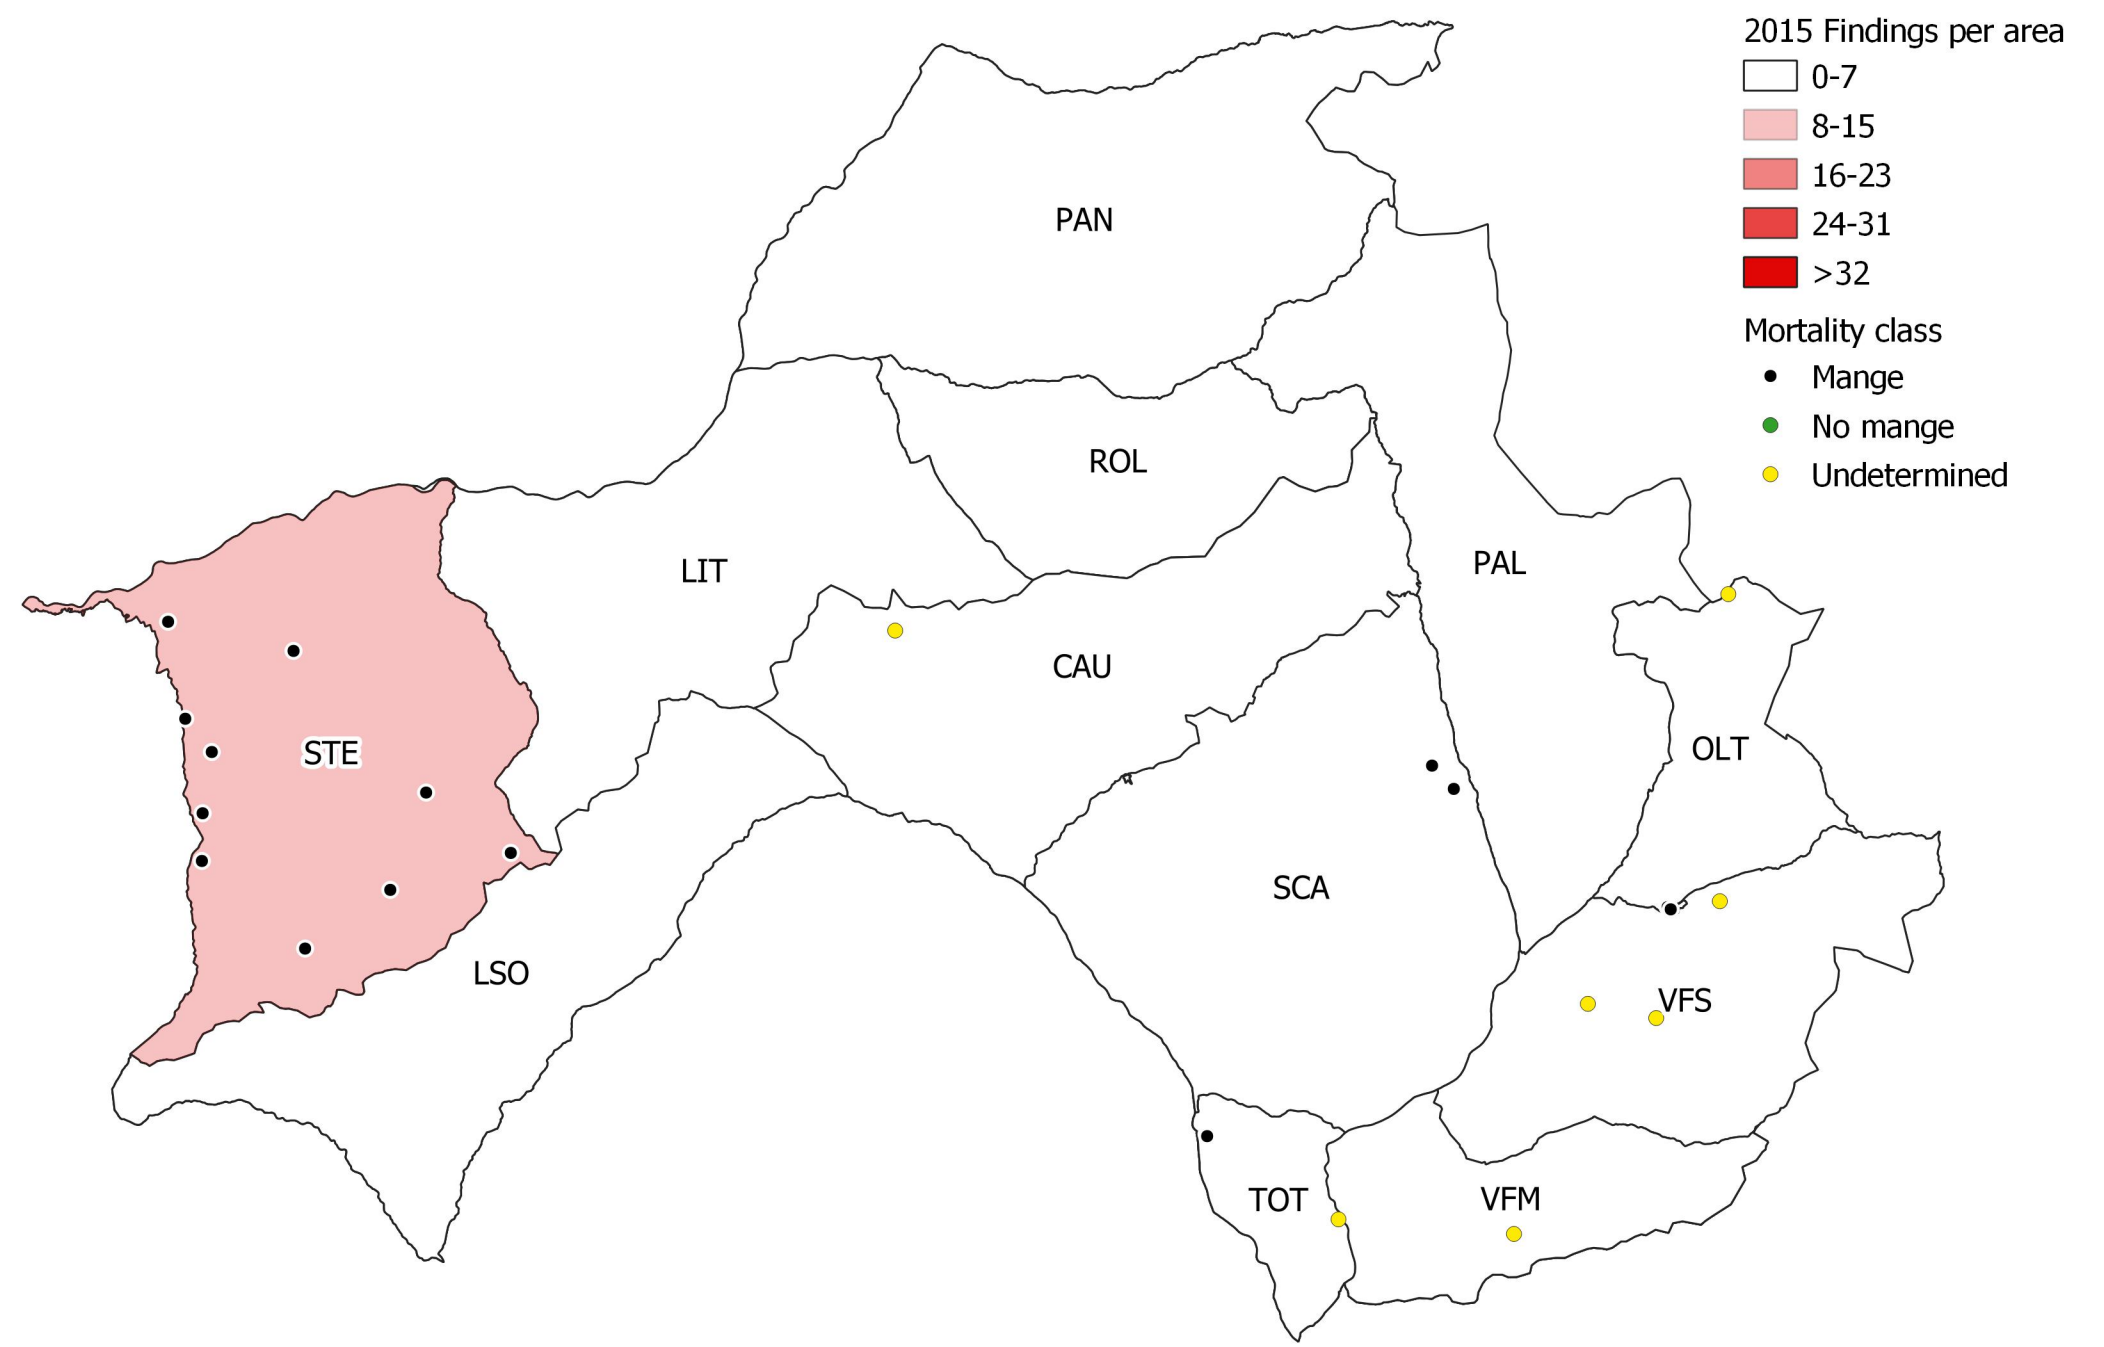 2015 Findings per area
0-7
8-15
16-23
24-31
>32
Mortality class
Mange
No mange
Undetermined
PAN
ROL
LIT
PAL
CAU
STE
OLT
SCA
LSO
VFS
TOT
VFM